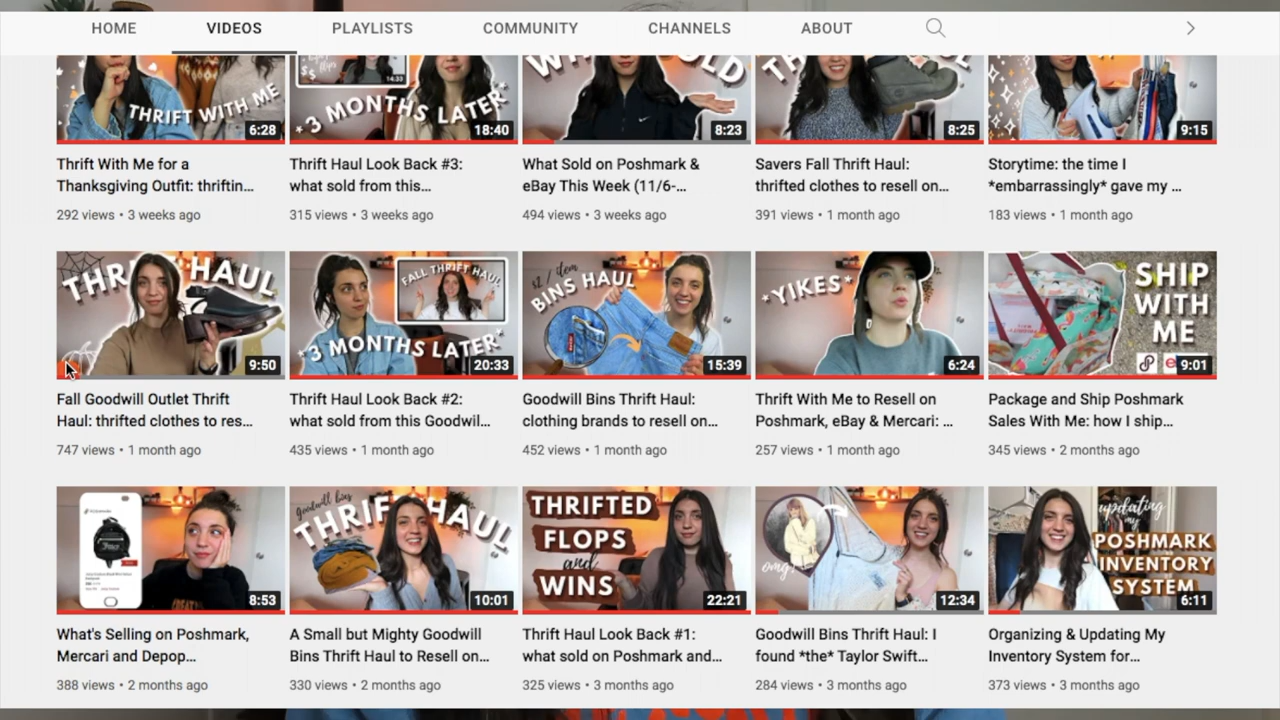 HOME VIDEOS PLAYLISTS COMMUNITY CHANNELS ABOUT
THRIFT WITH ME
6:28
$$
14:33
*3 MONTHS LATER*
18:40
8:23
8:25
9:15
Thrift With Me for a
Thanksgiving Outfit: thriftin...
292 views • 3 weeks ago
Thrift Haul Look Back #3:
what sold from this...
315 views • 3 weeks ago
What Sold on Poshmark &
eBay This Week (11/6-...
494 views • 3 weeks ago
Savers Fall Thrift Haul:
thrifted clothes to resell on...
391 views • 1 month ago
Storytime: the time I
*embarrassingly* gave my ...
183 views • 1 month ago
THR HAUL
9:50
FALL THRIFT HAUL
*3 MONTHS LATER*
20:33
$2 / item
BINS HAUL
15:39
*YIKES*
6:24
SHIP
WITH
ME
9:01
Fall Goodwill Outlet Thrift
Haul: thrifted clothes to res...
747 views • 1 month ago
Thrift Haul Look Back #2:
what sold from this Goodwil...
435 views • 1 month ago
Goodwill Bins Thrift Haul:
clothing brands to resell on...
452 views • 1 month ago
Thrift With Me to Resell on
Poshmark, eBay & Mercari: ...
257 views • 1 month ago
Package and Ship Poshmark
Sales With Me: how I ship...
345 views • 2 months ago
8:53
goodwill bins
THRIF HAUL
10:01
THRIFTED
FLOPS
and
WINS
22:21
omg!
12:34
updating
my
POSHMARK
INVENTORY
SYSTEM
6:11
What's Selling on Poshmark,
Mercari and Depop...
388 views • 2 months ago
A Small but Mighty Goodwill
Bins Thrift Haul to Resell on...
330 views • 2 months ago
Thrift Haul Look Back #1:
what sold on Poshmark and...
325 views • 3 months ago
Goodwill Bins Thrift Haul: I
found *the* Taylor Swift...
284 views • 3 months ago
Organizing & Updating My
Inventory System for...
373 views • 3 months ago